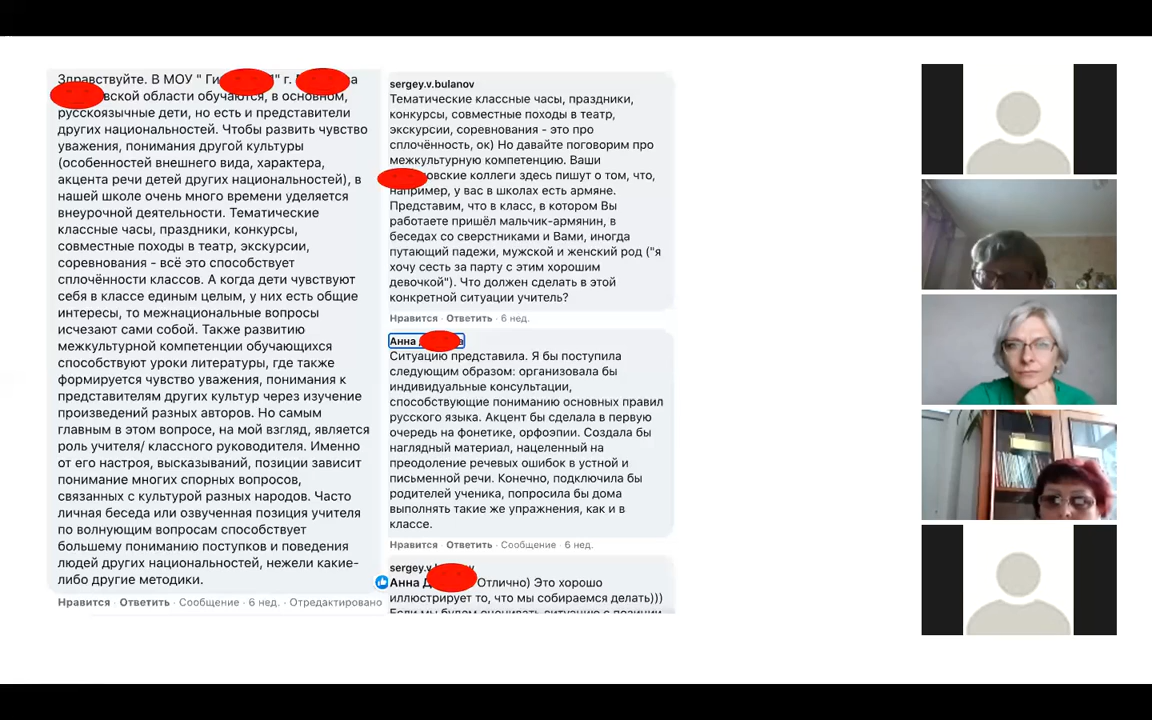 Здравствуйте. В МОУ " Ги г. а
вской области обучаются, в основном,
русскоязычные дети, но есть и представители
других национальностей. Чтобы развить чувство
уважения, понимания другой культуры
(особенностей внешнего вида, характера,
акцента речи детей других национальностей), в
нашей школе очень много времени уделяется
внеурочной деятельности. Тематические
классные часы, праздники, конкурсы,
совместные походы в театр, экскурсии,
соревнования - всё это способствует
сплочённости классов. А когда дети чувствуют
себя в классе единым целым, у них есть общие
интересы, то межнациональные вопросы
исчезают сами собой. Также развитию
межкультурной компетенции обучающихся
способствуют уроки литературы, где также
формируется чувство уважения, понимания к
представителям других культур через изучение
произведений разных авторов. Но самым
главным в этом вопросе, на мой взгляд, является
роль учителя/ классного руководителя. Именно
от его настроя, высказываний, позиции зависит
понимание многих спорных вопросов,
связанных с культурой разных народов. Часто
личная беседа или озвученная позиция учителя
по волнующим вопросам способствует
большему пониманию поступков и поведения
людей других национальностей, нежели какие-
либо другие методики.
Нравится · Ответить · Сообщение · 6 нед. · Отредактировано
sergey.v.bulanov
Тематические классные часы, праздники,
конкурсы, совместные походы в театр,
экскурсии, соревнования - это про
сплочённость, ок) Но давайте поговорим про
межкультурную компетенцию. Ваши
овские коллеги здесь пишут о том, что,
например, у вас в школах есть армяне.
Представим, что в класс, в котором Вы
работаете пришёл мальчик-армянин, в
беседах со сверстниками и Вами, иногда
путающий падежи, мужской и женский род ("я
хочу сесть за парту с этим хорошим
девочкой"). Что должен сделать в этой
конкретной ситуации учитель?
Нравится · Ответить · 6 нед.
Анна
Ситуацию представила. Я бы поступила
следующим образом: организовала бы
индивидуальные консультации,
способствующие пониманию основных правил
русского языка. Акцент бы сделала в первую
очередь на фонетике, орфоэпии. Создала бы
наглядный материал, нацеленный на
преодоление речевых ошибок в устной и
письменной речи. Конечно, подключила бы
родителей ученика, попросила бы дома
выполнять такие же упражнения, как и в
классе.
Нравится · Ответить · Сообщение · 6 нед.
sergey.v
Анна Отлично) Это хорошо
иллюстрирует то, что мы собираемся делать)))
Если мы будем оценивать ситуацию с позиции